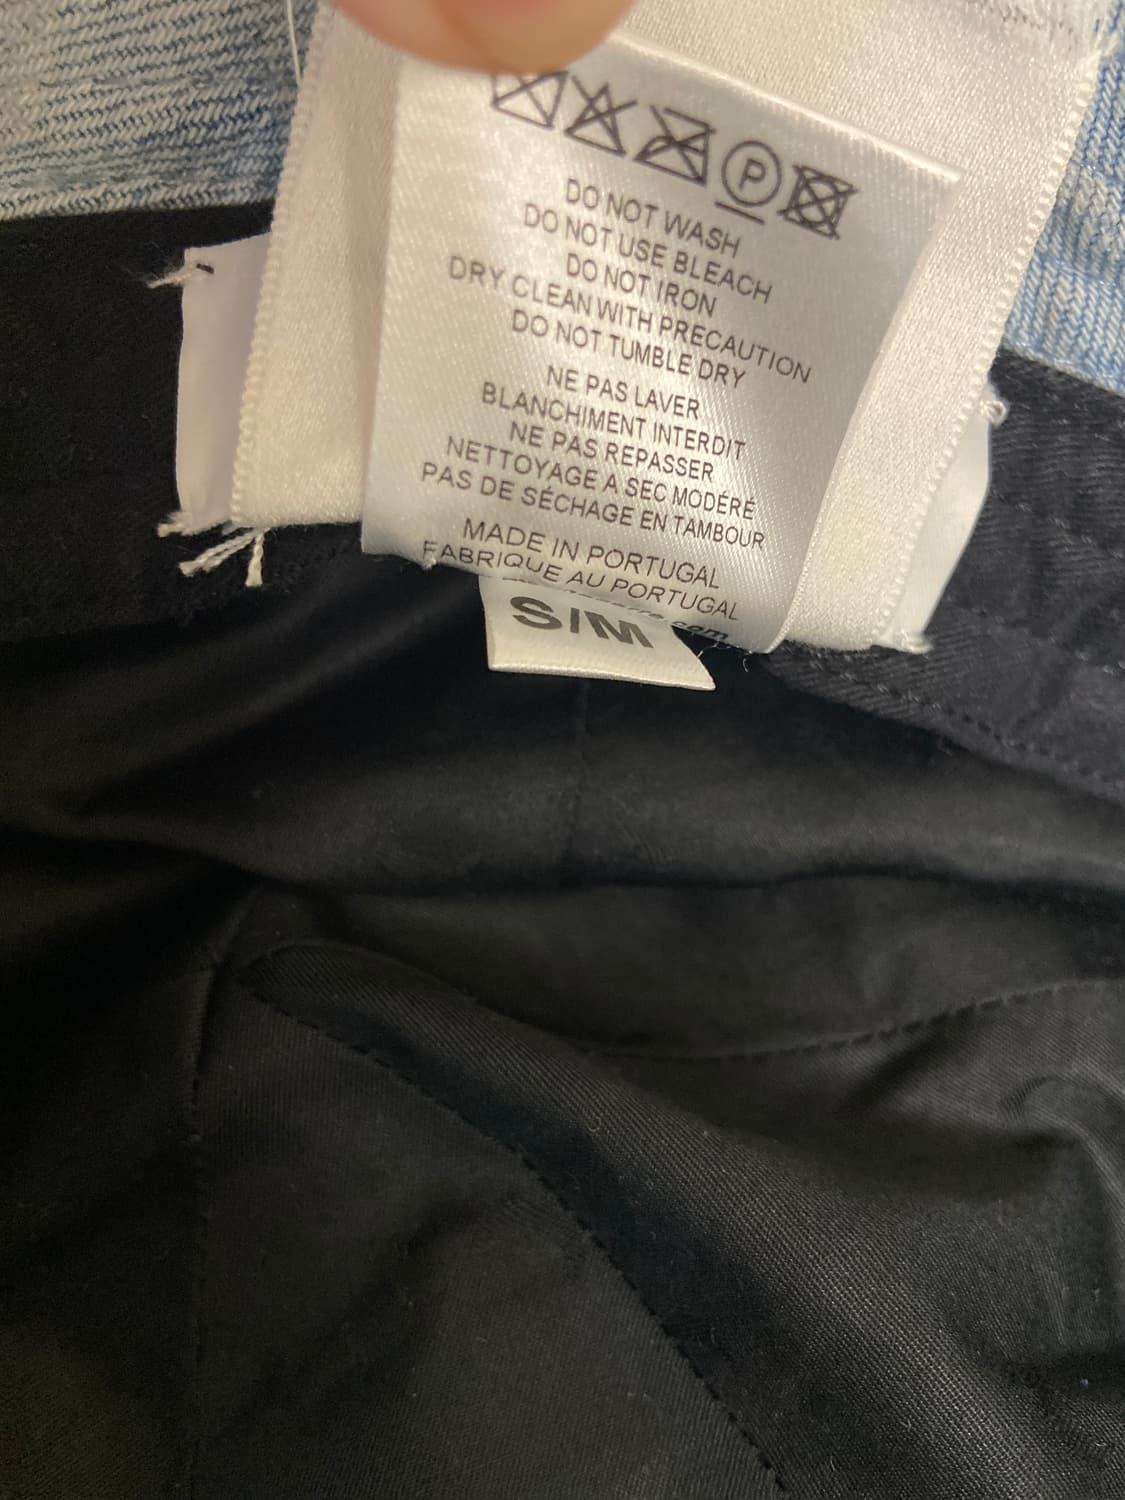 P
DO NOT WASH
DO NOT USE BLEACH
DO NOT IRON
DRY CLEAN WITH PRECAUTION
DO NOT TUMBLE DRY
NE PAS LAVER
BLANCHIMENT INTERDIT
NE PAS REPASSER
NETTOYAGE A SEC MODÉRÉ
PAS DE SÉCHAGE EN TAMBOUR
MADE IN PORTUGAL
FABRIQUE AU PORTUGAL
.com
S/M